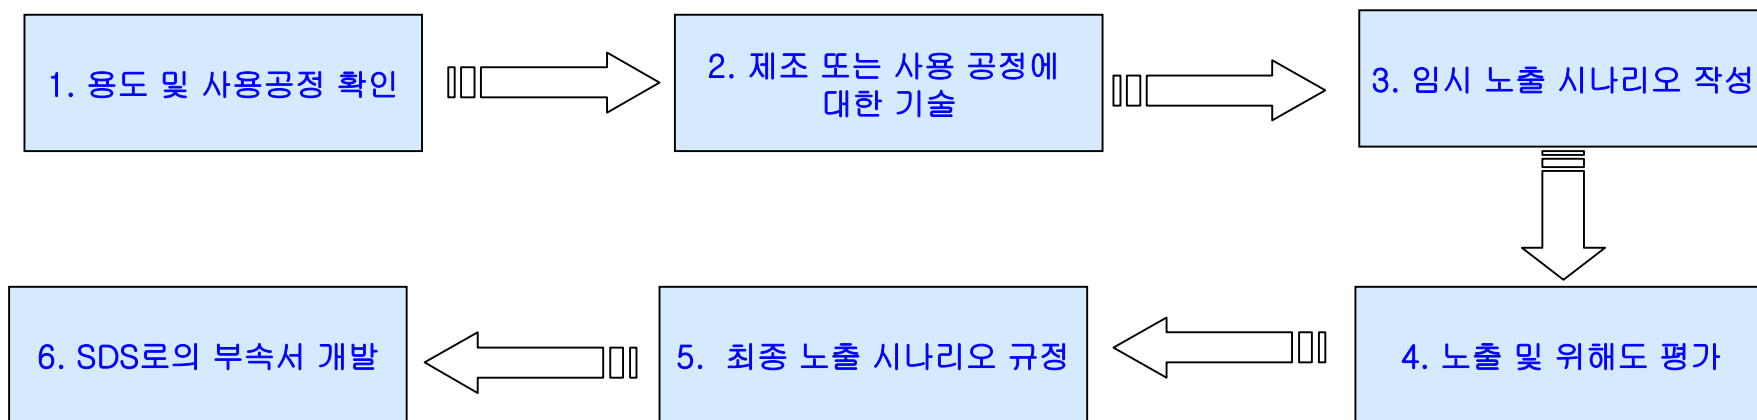 1. 용도 및 사용공정 확인
2. 제조 또는 사용 공정에
대한 기술
3. 임시 노출 시나리오 작성
4. 노출 및 위해도 평가
5. 최종 노출 시나리오 규정
6. SDS로의 부속서 개발